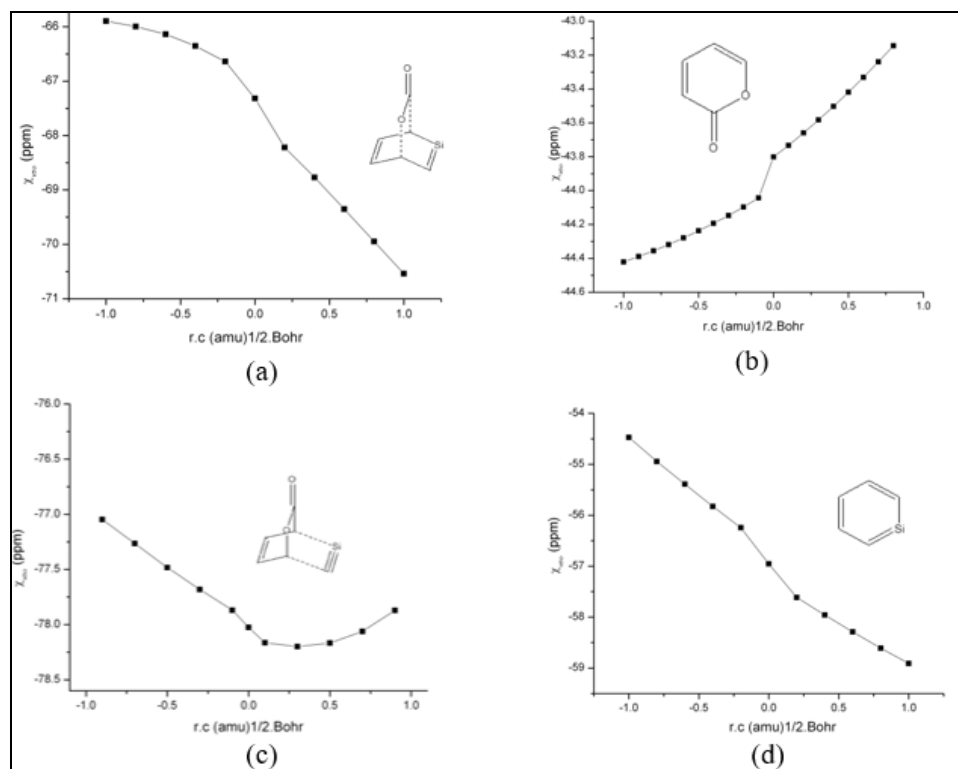 -66
-67
-68
-69
-70
-71
χ (ppm)
-1.0 -0.5 0.0 0.5 1.0
r.c (amu)1/2.Bohr
O
O
Si
(a)
-43.0
-43.2
-43.4
-43.6
-43.8
-44.0
-44.2
-44.4
-44.6
χ (ppm)
-1.0 -0.5 0.0 0.5 1.0
r.c (amu)1/2.Bohr
O
O
(b)
-76.0
-76.5
-77.0
-77.5
-78.0
-78.5
χ (ppm)
-1.0 -0.5 0.0 0.5 1.0
r.c (amu)1/2.Bohr
O
O
Si
(c)
-54
-55
-56
-57
-58
-59
χ (ppm)
-1.0 -0.5 0.0 0.5 1.0
r.c (amu)1/2.Bohr
Si
(d)